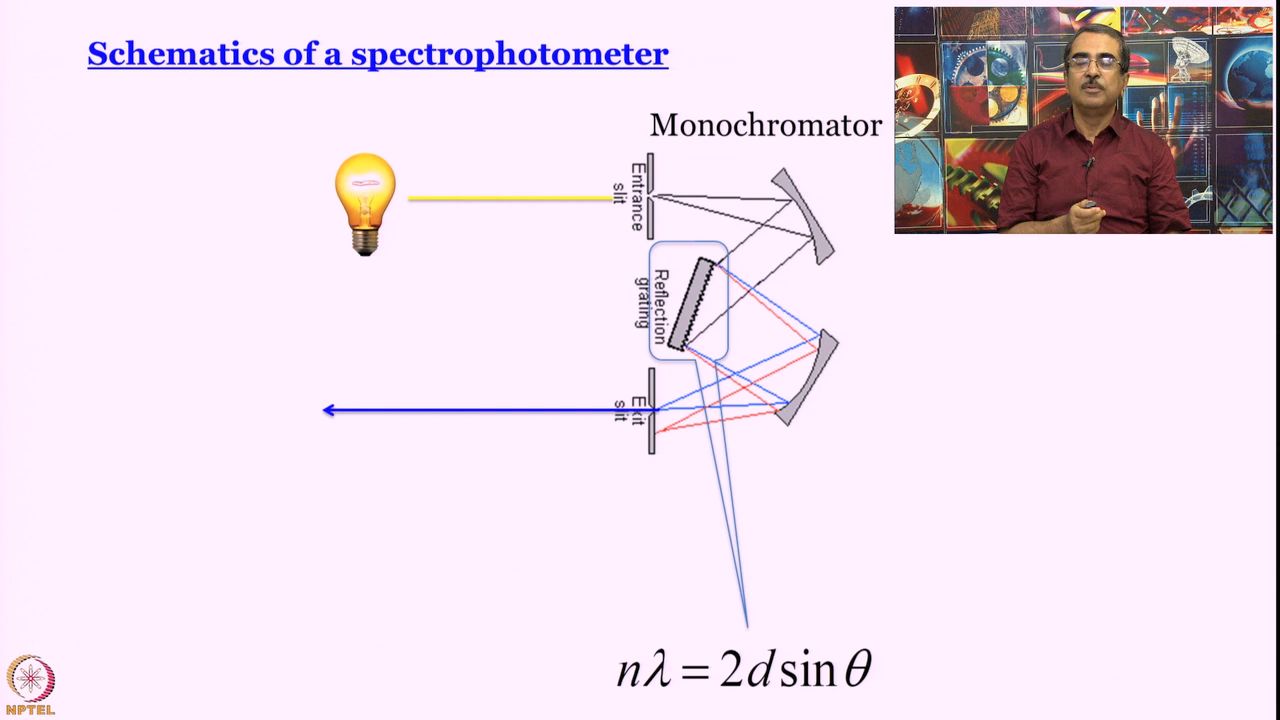 Schematics of a spectrophotometer
Monochromator
Entrance
slit
Reflection
grating
Exit
slit
nλ = 2d sin θ
NPTEL